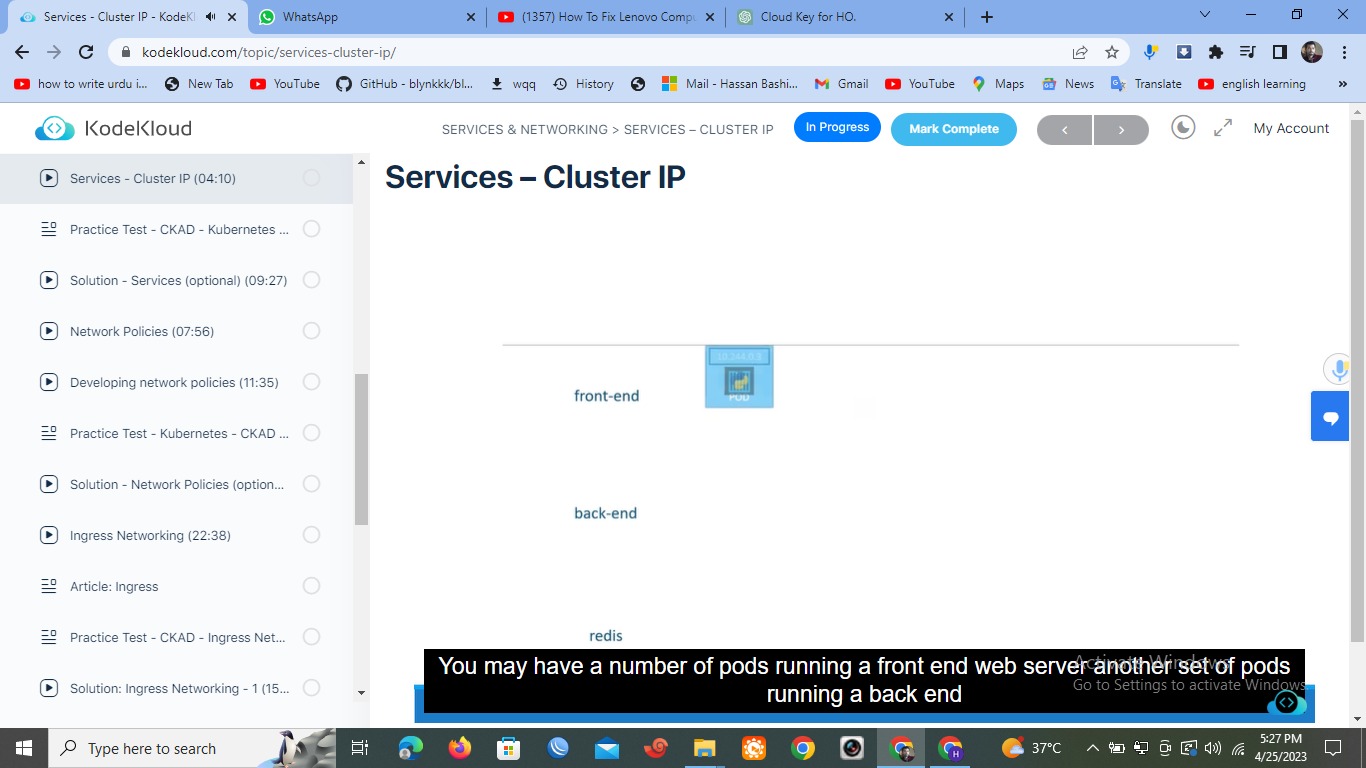 Services - Cluster IP - KodeKl
WhatsApp
(1357) How To Fix Lenovo Compu
Cloud Key for HO.
kodekloud.com/topic/services-cluster-ip/
how to write urdu i...
New Tab
YouTube
GitHub - blynkkk/bl...
wqq
History
Mail - Hassan Bashi...
Gmail
YouTube
Maps
News
Translate
english learning
»
KodeKloud
SERVICES & NETWORKING > SERVICES – CLUSTER IP
In Progress
Mark Complete
My Account
Services - Cluster IP (04:10)
Practice Test - CKAD - Kubernetes ...
Solution - Services (optional) (09:27)
Network Policies (07:56)
Developing network policies (11:35)
Practice Test - Kubernetes - CKAD ...
Solution - Network Policies (option...
Ingress Networking (22:38)
Article: Ingress
Practice Test - CKAD - Ingress Net...
Solution: Ingress Networking - 1 (15...
Services – Cluster IP
10.244.0.3
POD
front-end
back-end
redis
You may have a number of pods running a front end web server another set of pods
running a back end
Activate Windows
Go to Settings to activate Windows.
Type here to search
H
37°C
5:27 PM
4/25/2023